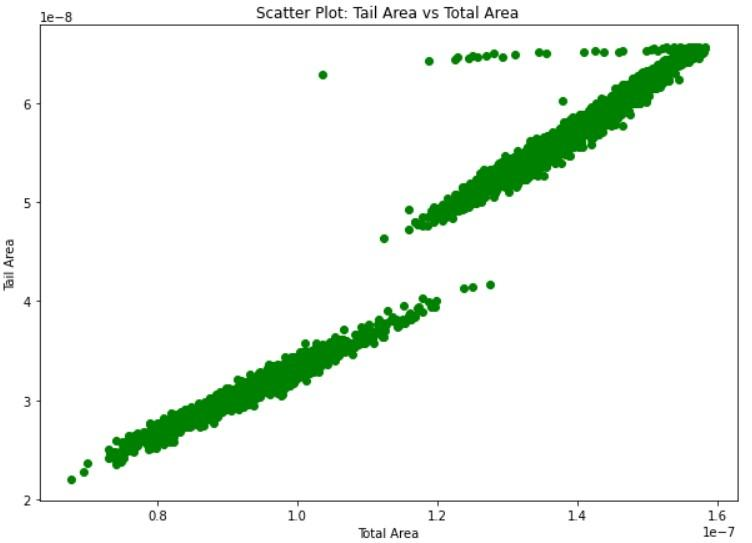 Scatter Plot: Tail Area vs Total Area
1e−8
6
5
4
3
2
Tail Area
0.8 1.0 1.2 1.4 1.6
1e−7
Total Area